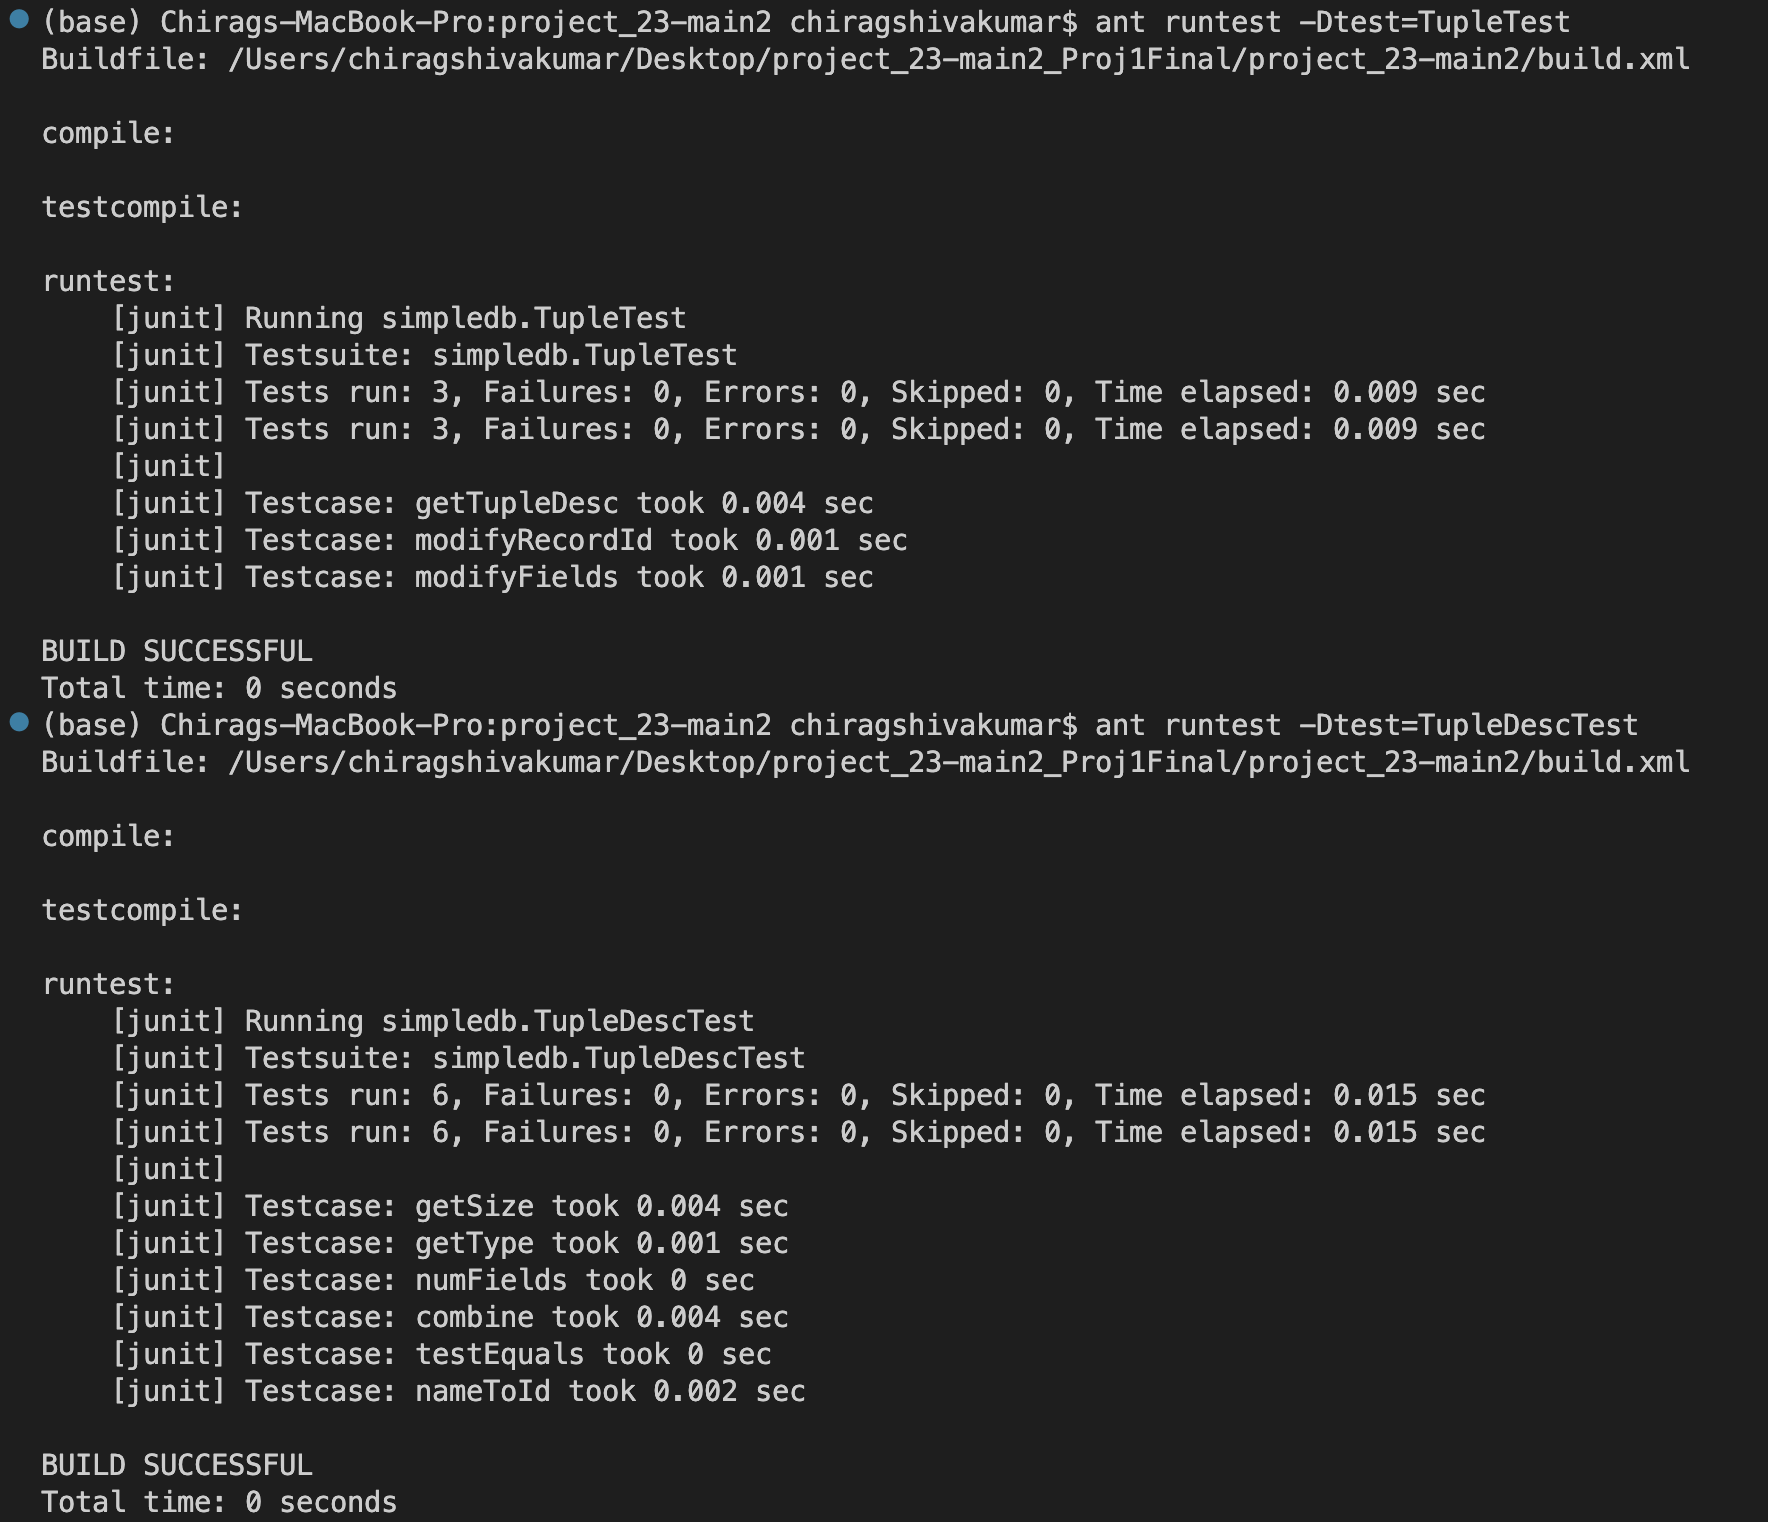 (base) Chirags-MacBook-Pro:project_23-main2 chiragshivakumar$ ant runtest -Dtest=TupleTest
Buildfile: /Users/chiragshivakumar/Desktop/project_23-main2_Proj1Final/project_23-main2/build.xml
compile:
testcompile:
runtest:
[junit] Running simpledb.TupleTest
[junit] Testsuite: simpledb.TupleTest
[junit] Tests run: 3, Failures: 0, Errors: 0, Skipped: 0, Time elapsed: 0.009 sec
[junit] Tests run: 3, Failures: 0, Errors: 0, Skipped: 0, Time elapsed: 0.009 sec
[junit]
[junit] Testcase: getTupleDesc took 0.004 sec
[junit] Testcase: modifyRecordId took 0.001 sec
[junit] Testcase: modifyFields took 0.001 sec
BUILD SUCCESSFUL
Total time: 0 seconds
(base) Chirags-MacBook-Pro:project_23-main2 chiragshivakumar$ ant runtest -Dtest=TupleDescTest
Buildfile: /Users/chiragshivakumar/Desktop/project_23-main2_Proj1Final/project_23-main2/build.xml
compile:
testcompile:
runtest:
[junit] Running simpledb.TupleDescTest
[junit] Testsuite: simpledb.TupleDescTest
[junit] Tests run: 6, Failures: 0, Errors: 0, Skipped: 0, Time elapsed: 0.015 sec
[junit] Tests run: 6, Failures: 0, Errors: 0, Skipped: 0, Time elapsed: 0.015 sec
[junit]
[junit] Testcase: getSize took 0.004 sec
[junit] Testcase: getType took 0.001 sec
[junit] Testcase: numFields took 0 sec
[junit] Testcase: combine took 0.004 sec
[junit] Testcase: testEquals took 0 sec
[junit] Testcase: nameToId took 0.002 sec
BUILD SUCCESSFUL
Total time: 0 seconds